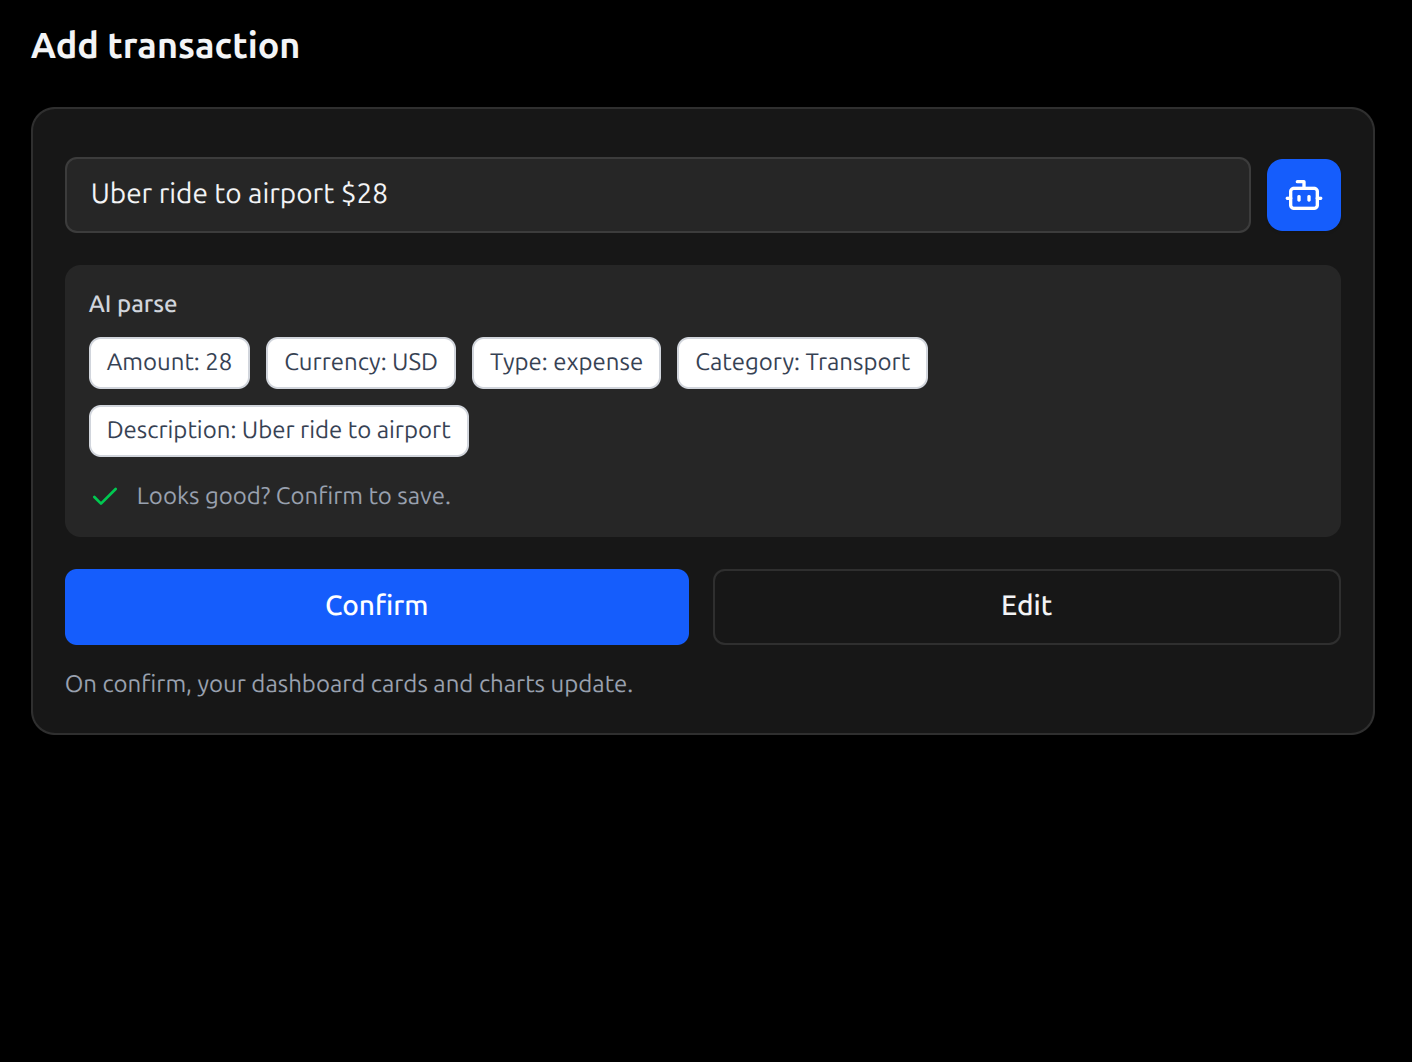 Add transaction
Uber ride to airport $28
AI parse
Amount: 28 Currency: USD Type: expense Category: Transport
Description: Uber ride to airport
Looks good? Confirm to save.
Confirm Edit
On confirm, your dashboard cards and charts update.